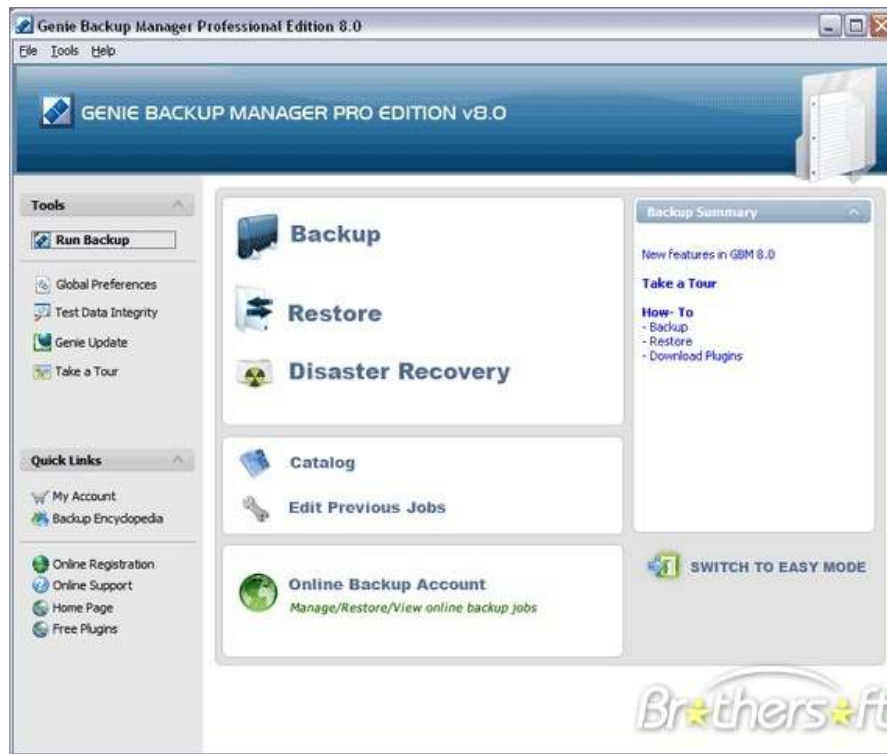 Genie Backup Manager Professional Edition 8.0
File Tools Help
GENIE BACKUP MANAGER PRO EDITION v8.0
Tools
Run Backup
Global Preferences
Test Data Integrity
Genie Update
Take a Tour
Quick Links
My Account
Backup Encyclopedia
Online Registration
Online Support
Home Page
Free Plugins
Backup
Restore
Disaster Recovery
Catalog
Edit Previous Jobs
Online Backup Account
Manage/Restore/View online backup jobs
Backup Summary
New features in GBM 8.0
Take a Tour
How- To
- Backup
- Restore
- Download Plugins
SWITCH TO EASY MODE
Brothersoft